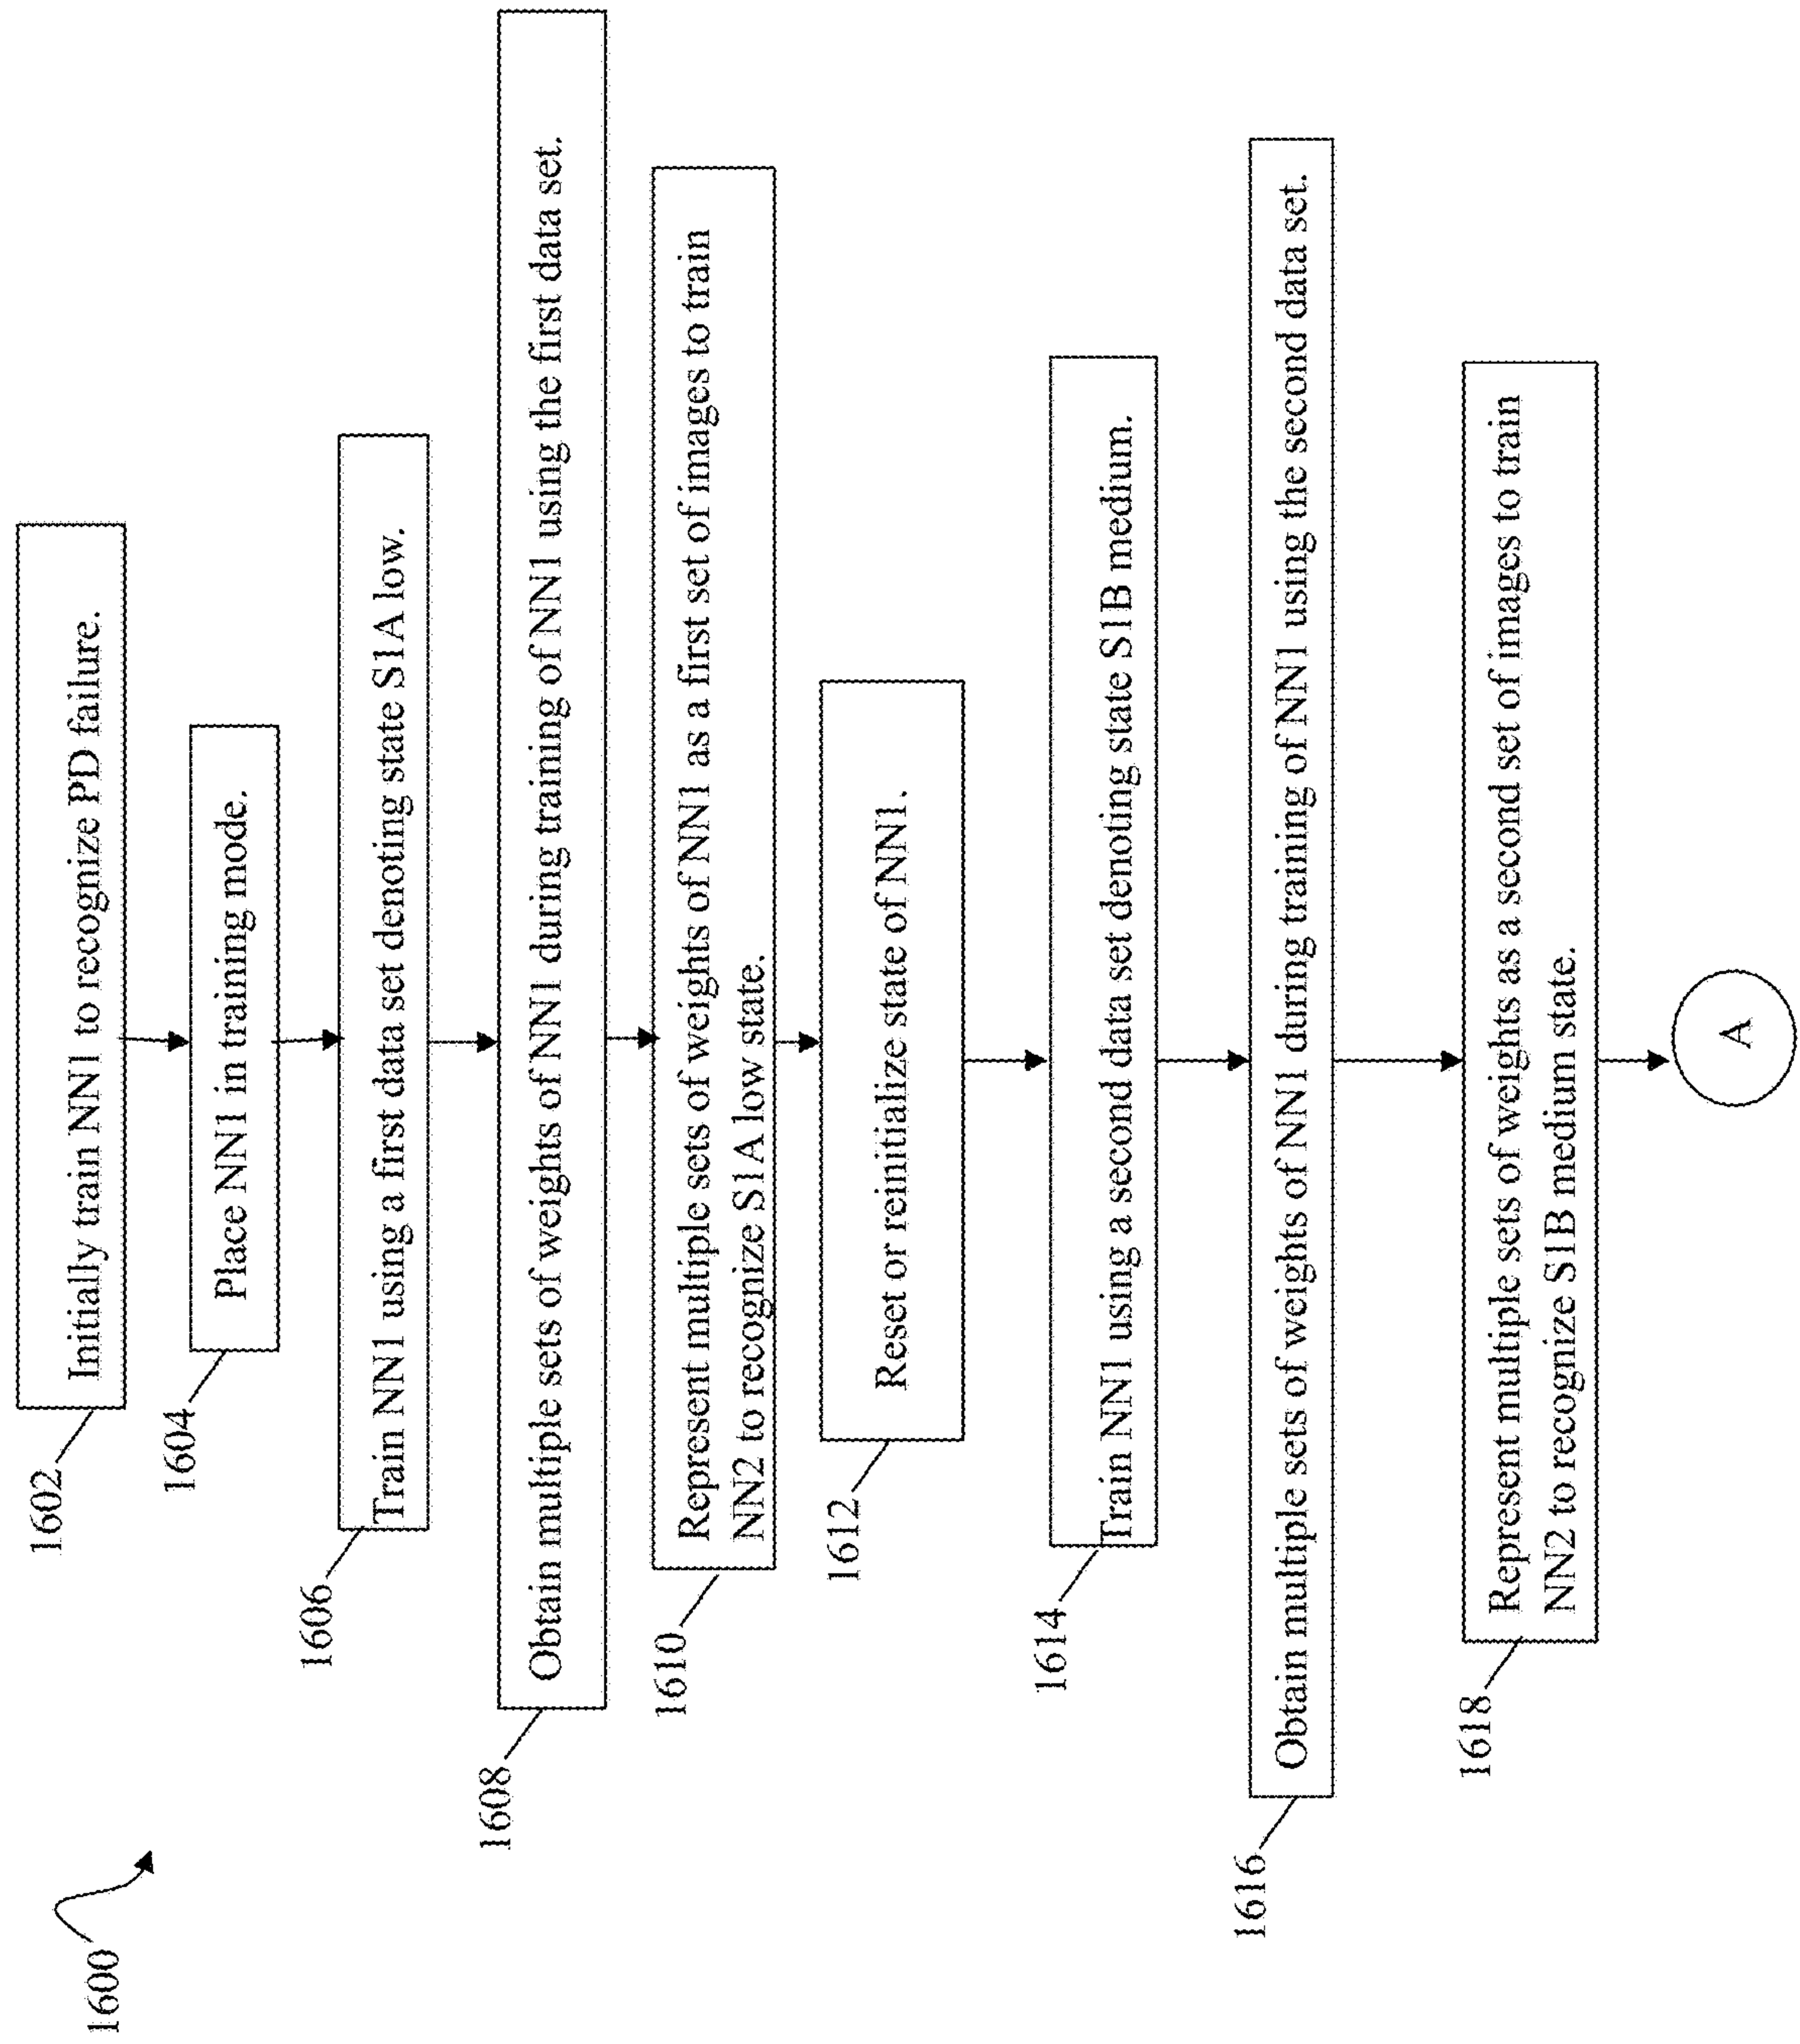 1600
1602
Initially train NN1 to recognize PD failure.
1604
Place NN1 in training mode.
1606
Train NN1 using a first data set denoting state S1A low.
1608
Obtain multiple sets of weights of NN1 during training of NN1 using the first data set.
1610
Represent multiple sets of weights of NN1 as a first set of images to train
NN2 to recognize S1A low state.
1612
Reset or reinitialize state of NN1.
1614
Train NN1 using a second data set denoting state S1B medium.
1616
Obtain multiple sets of weights of NN1 during training of NN1 using the second data set.
1618
Represent multiple sets of weights as a second set of images to train
NN2 to recognize S1B medium state.
A